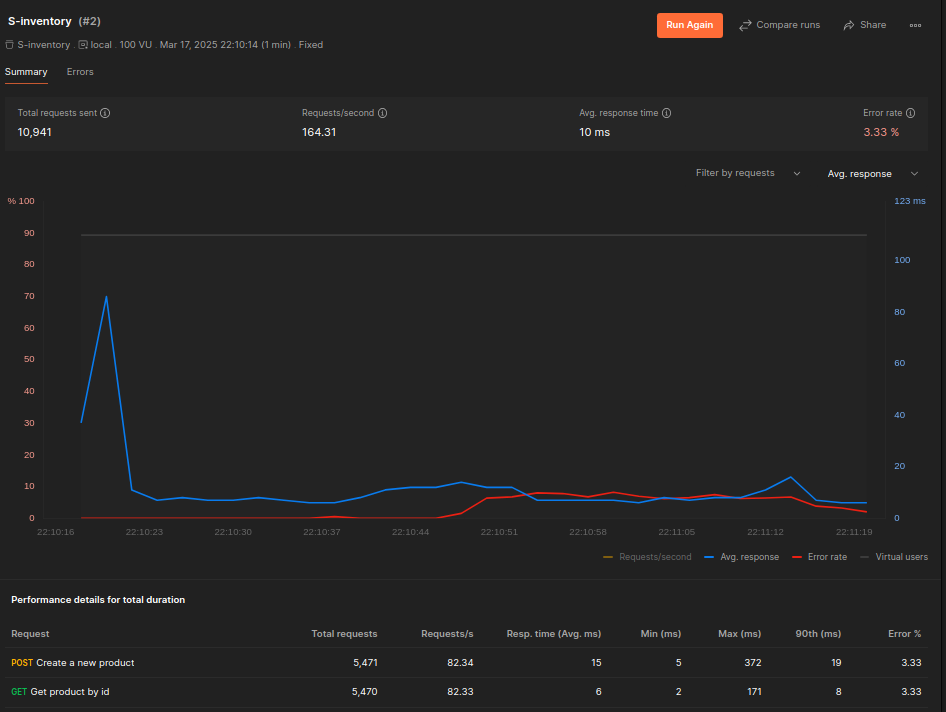 S-inventory (#2)
Run Again Compare runs Share
S-inventory . local . 100 VU . Mar 17, 2025 22:10:14 (1 min) . Fixed
Summary Errors
Total requests sent Requests/second Avg. response time Error rate
10,941 164.31 10 ms 3.33 %
Filter by requests Avg. response
% 100 123 ms
90
100
80
80
70
60
60
50
40
40
30
20
20
10
0 0
22:10:16 22:10:23 22:10:30 22:10:37 22:10:44 22:10:51 22:10:58 22:11:05 22:11:12 22:11:19
Requests/second Avg. response Error rate Virtual users
Performance details for total duration
Request Total requests Requests/s Resp. time (Avg. ms) Min (ms) Max (ms) 90th (ms) Error %
POST Create a new product 5,471 82.34 15 5 372 19 3.33
GET Get product by id 5,470 82.33 6 2 171 8 3.33